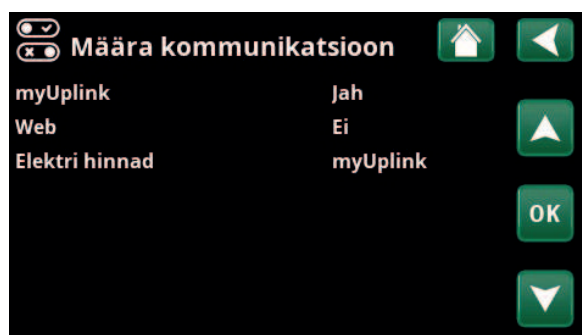 Määra kommunikatsioon
myUplink Jah
Web Ei
Elektri hinnad myUplink
OK